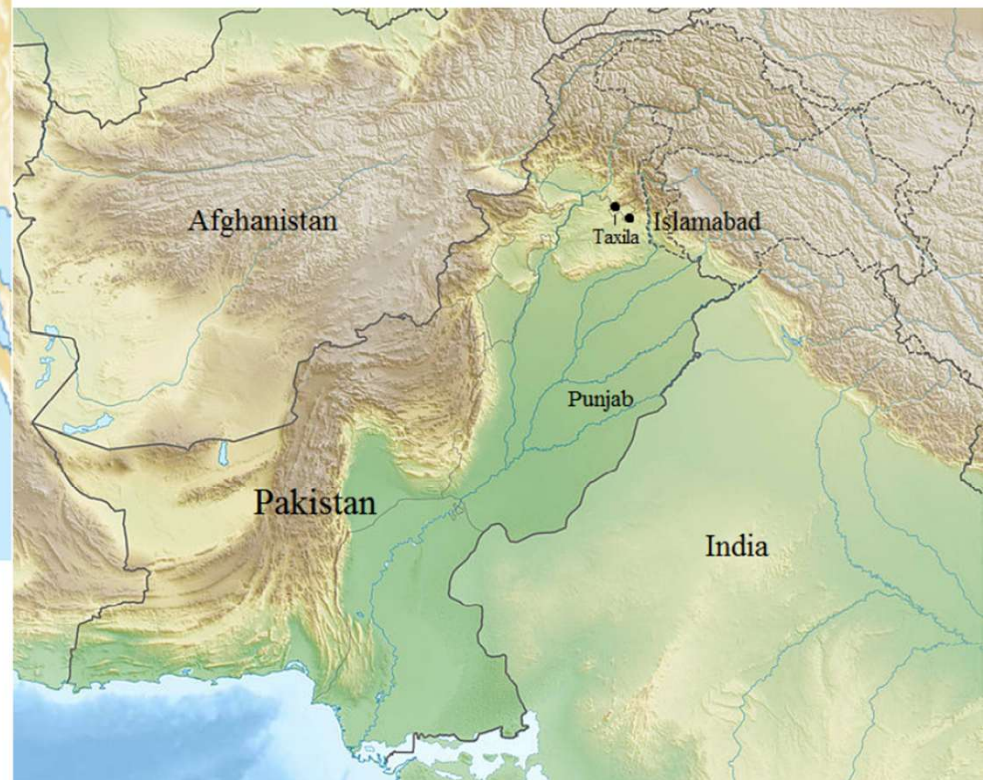 Afghanistan
Islamabad
Taxila
Punjab
Pakistan
India